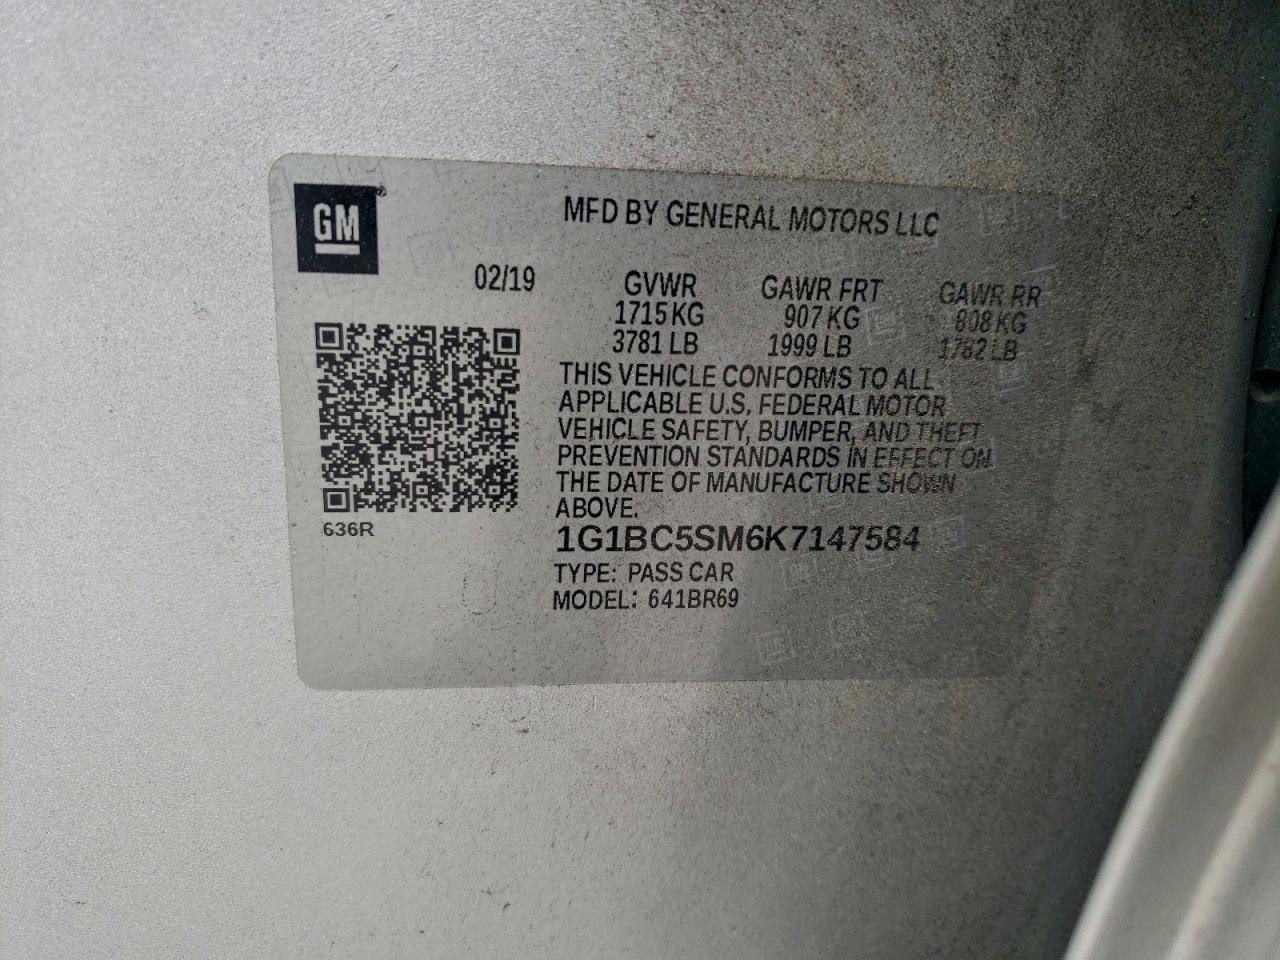 GM
MFD BY GENERAL MOTORS LLC
02/19
GVWR GAWR FRT GAWR RR
1715 KG 907 KG 808 KG
3781 LB 1999 LB 1782 LB
THIS VEHICLE CONFORMS TO ALL
APPLICABLE U.S. FEDERAL MOTOR
VEHICLE SAFETY, BUMPER, AND THEFT
PREVENTION STANDARDS IN EFFECT ON
THE DATE OF MANUFACTURE SHOWN
ABOVE.
636R
1G1BC5SM6K7147584
TYPE: PASS CAR
MODEL: 641BR69